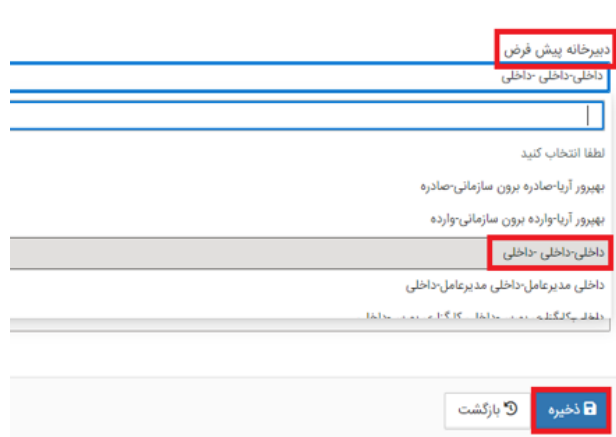 دبیرخانه پیش فرض
داخلی-داخلی -داخلی
لطفا انتخاب کنید
بهپرور آریا-صادره برون سازمانی-صادره
بهپرور آریا-وارده برون سازمانی-وارده
داخلی-داخلی -داخلی
داخلی مدیرعامل-داخلی مدیرعامل-داخلی
ذخیره بازگشت